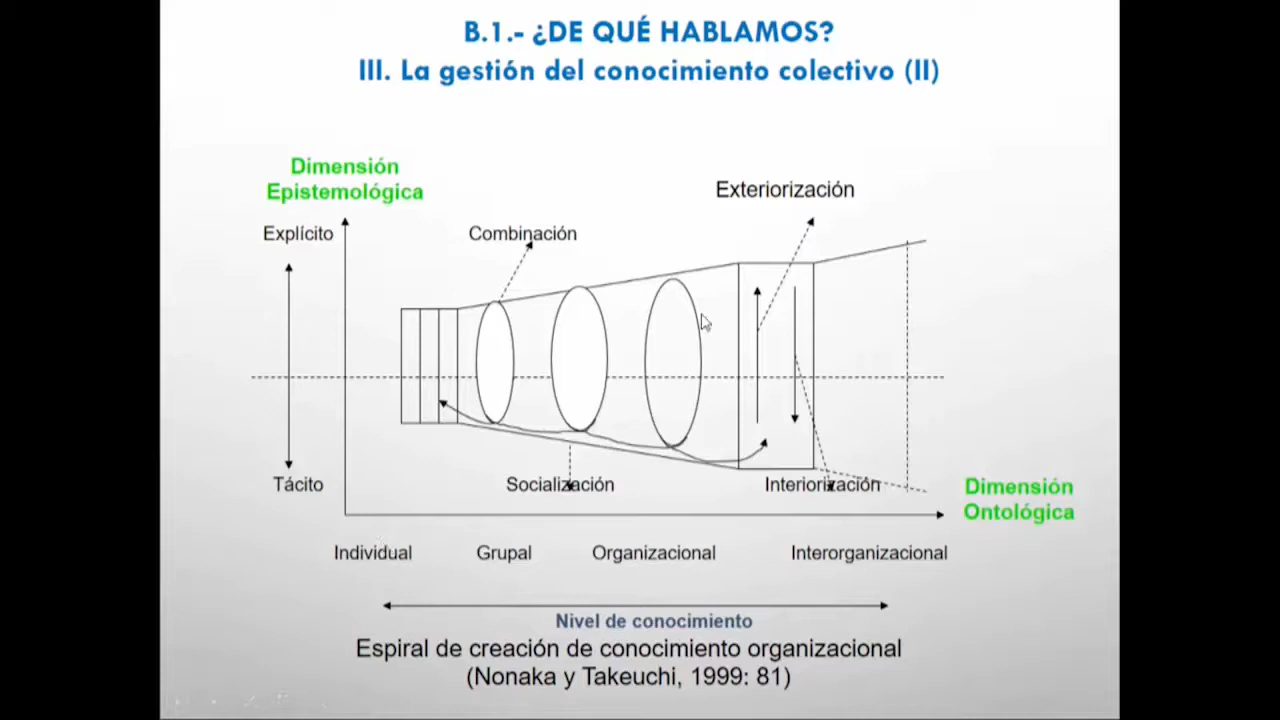 B.1.- ¿DE QUÉ HABLAMOS?
III. La gestión del conocimiento colectivo (II)
Dimensión
Epistemológica
Exteriorización
Explícito
Combinación
Tácito
Socialización
Interiorización
Dimensión
Ontológica
Individual
Grupal
Organizacional
Interorganizacional
Nivel de conocimiento
Espiral de creación de conocimiento organizacional
(Nonaka y Takeuchi, 1999: 81)